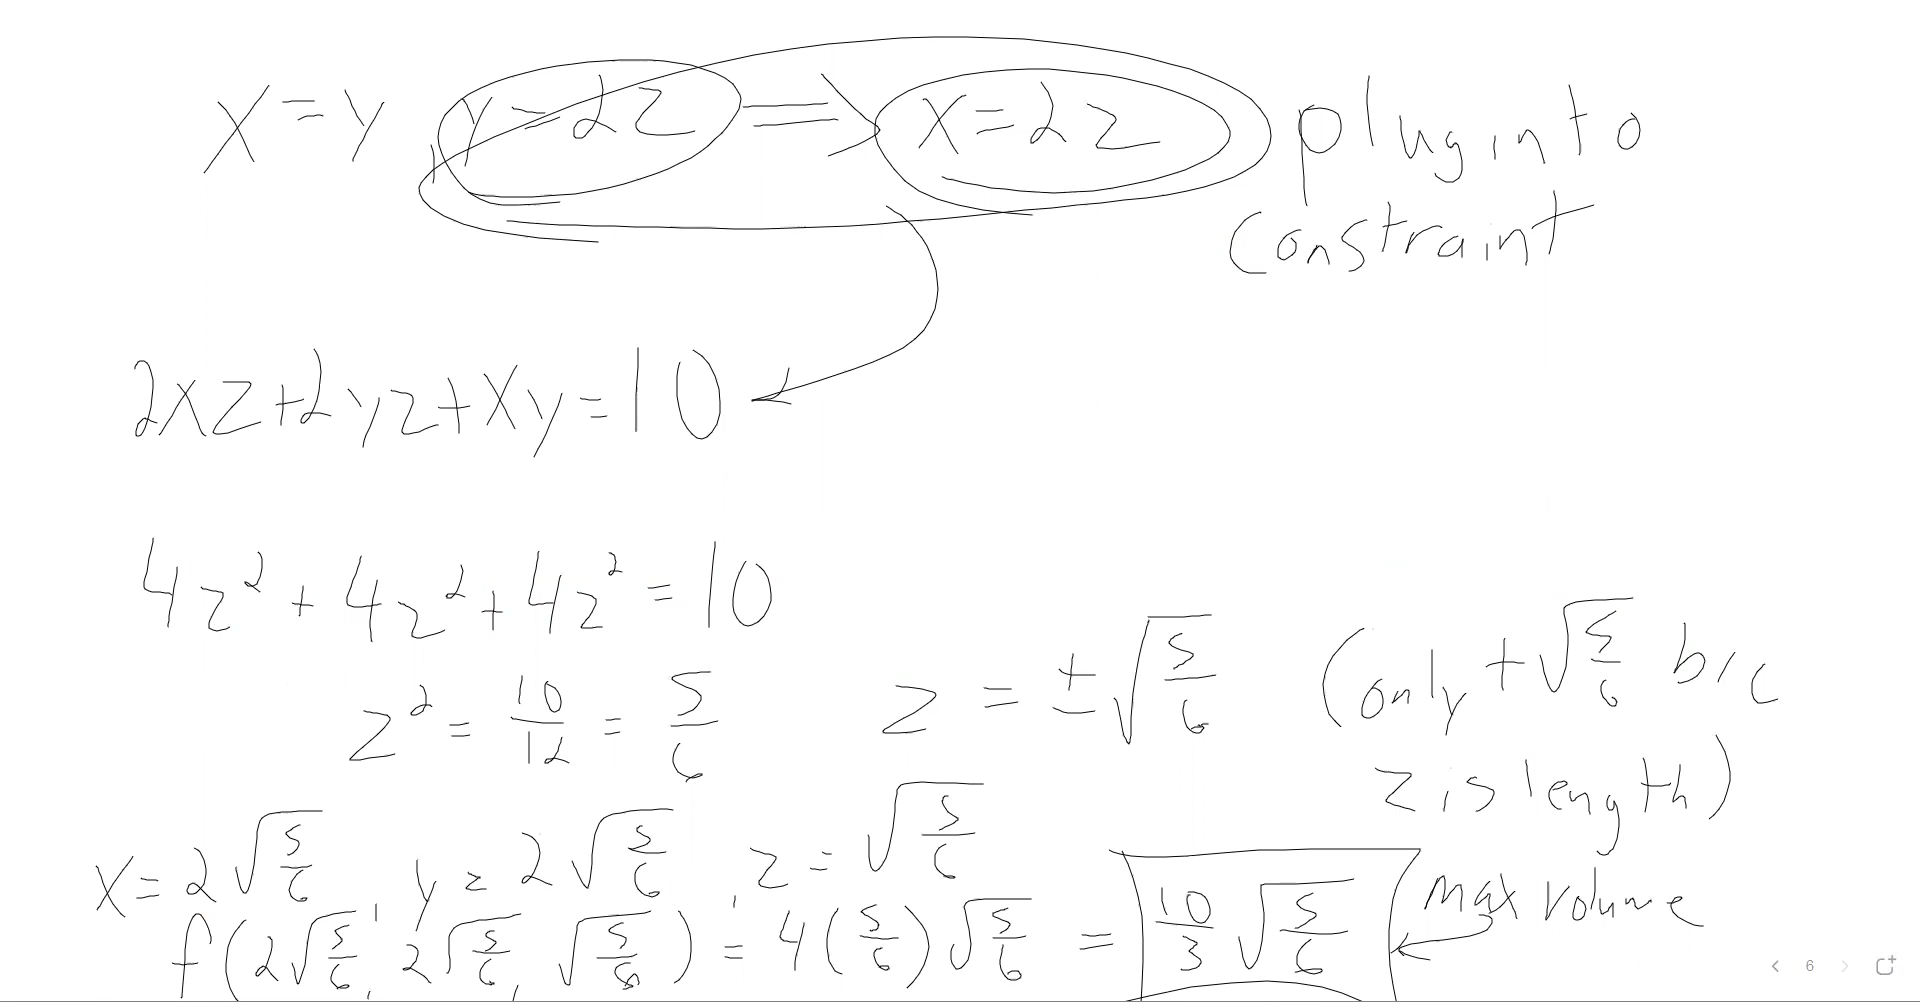 x = y y = 2z ⇒ x = 2z plug into
constraint
2xz + 2yz + xy = 10
4z² + 4z² + 4z² = 10
z² = 10/12 = 5/6 z = ±√(5/6) (only +√(5/6) b/c
z is length)
x = 2√(5/6), y = 2√(5/6), z = √(5/6)
f(2√(5/6), 2√(5/6), √(5/6)) = 4(5/6)√(5/6) = 10/3 √(5/6) max volume
6